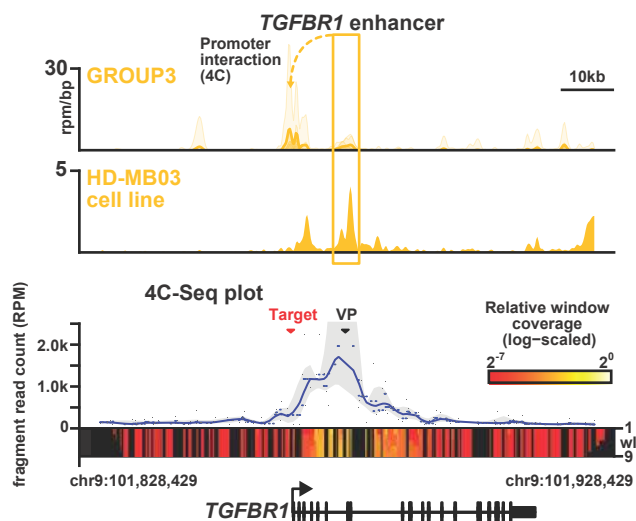 TGFBR1 enhancer
Promoter
interaction
(4C)
30
GROUP3
rpm/bp
10kb
5
HD-MB03
cell line
4C-Seq plot
Target
VP
Relative window
coverage
(log−scaled)
2-7
20
fragment read count (RPM)
2.0k
1.0k
0
1
wl
9
chr9:101,828,429
chr9:101,928,429
TGFBR1